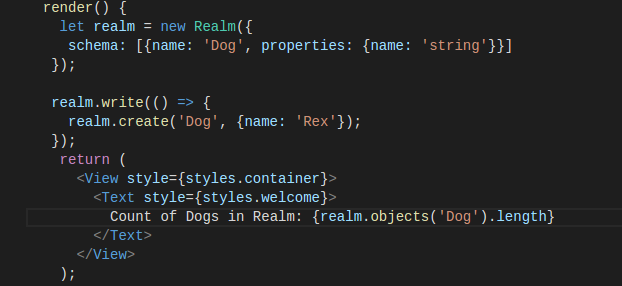 render() {
let realm = new Realm({
schema: [{name: 'Dog', properties: {name: 'string'}}]
});
realm.write(() => {
realm.create('Dog', {name: 'Rex'});
});
return (
<View style={styles.container}>
<Text style={styles.welcome}>
Count of Dogs in Realm: {realm.objects('Dog').length}
</Text>
</View>
);